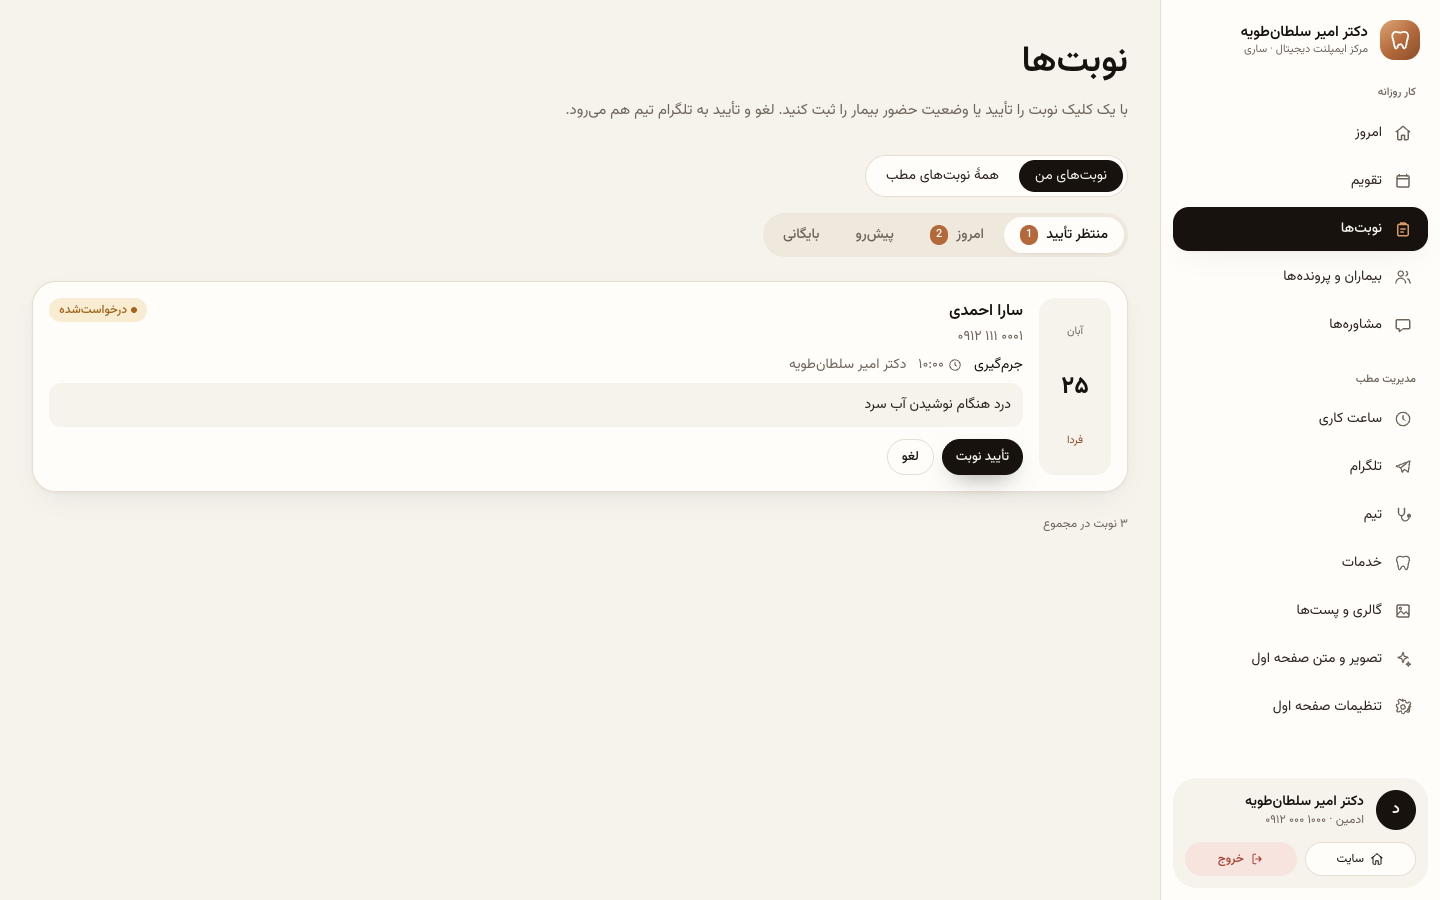 دکتر امیر سلطان‌طویه
مرکز ایمپلنت دیجیتال · ساری
کار روزانه
امروز
تقویم
نوبت‌ها
بیماران و پرونده‌ها
مشاوره‌ها
مدیریت مطب
ساعت کاری
تلگرام
تیم
خدمات
گالری و پست‌ها
تصویر و متن صفحه اول
تنظیمات صفحه اول
د
دکتر امیر سلطان‌طویه
ادمین · ۰۹۱۲ ۰۰۰ ۱۰۰۰
سایت
خروج
نوبت‌ها
با یک کلیک نوبت را تأیید یا وضعیت حضور بیمار را ثبت کنید. لغو و تأیید به تلگرام تیم هم می‌رود.
نوبت‌های من
همهٔ نوبت‌های مطب
منتظر تأیید 1
امروز 2
پیش‌رو
بایگانی
آبان
۲۵
فردا
سارا احمدی
درخواست‌شده
۰۹۱۲ ۱۱۱ ۰۰۰۱
جرم‌گیری ۱۰:۰۰ دکتر امیر سلطان‌طویه
درد هنگام نوشیدن آب سرد
تأیید نوبت
لغو
۳ نوبت در مجموع